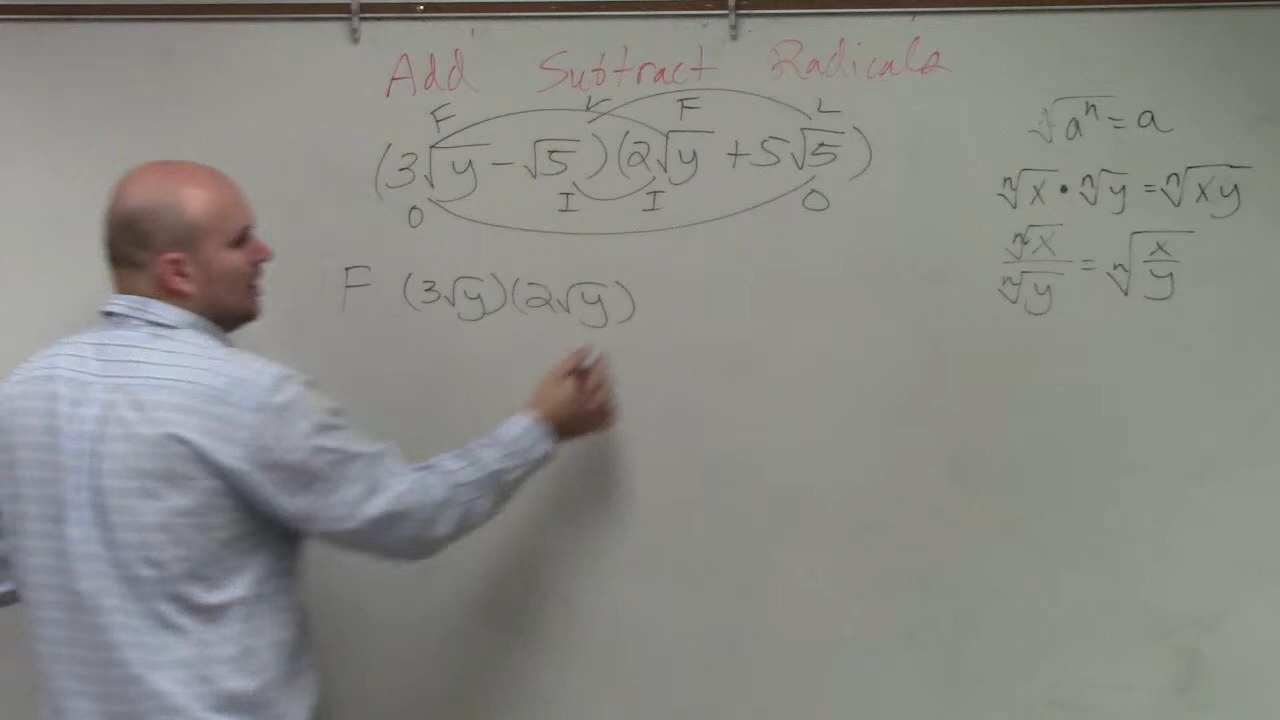 Add Subtract Radicals
F L F L
(3√y - √5)(2√y + 5√5)
O I I O
F (3√y)(2√y)
ⁿ√aⁿ = a
ⁿ√x · ⁿ√y = ⁿ√xy
ⁿ√x / ⁿ√y = ⁿ√x/y